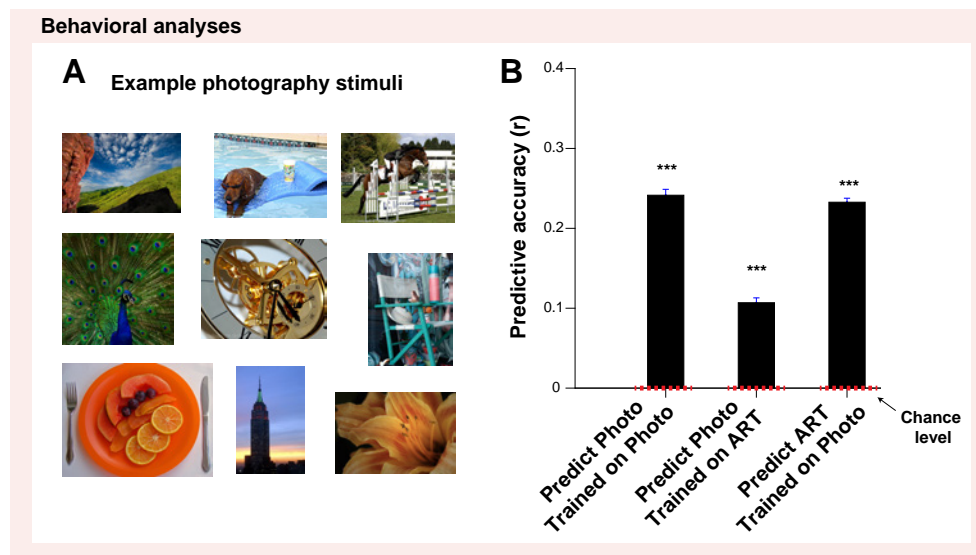 Behavioral analyses
A
Example photography stimuli
B
Predictive accuracy (r)
0.4
0.3
0.2
0.1
0
***
***
***
Predict Photo
Trained on Photo
Predict Photo
Trained on ART
Predict ART
Trained on Photo
Chance
level